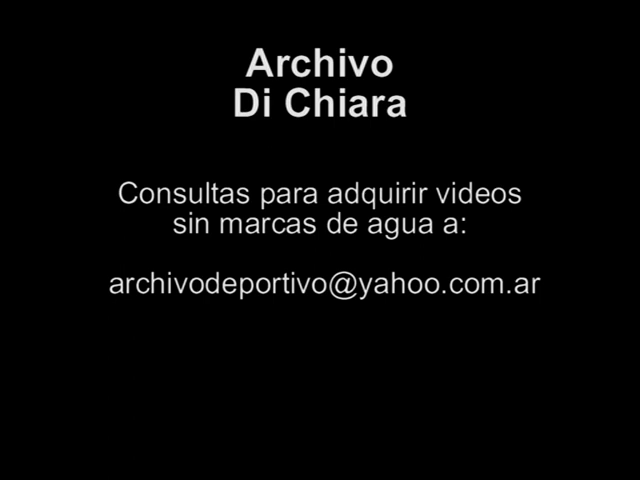 Archivo
Di Chiara
Consultas para adquirir videos
sin marcas de agua a:
archivodeportivo@yahoo.com.ar